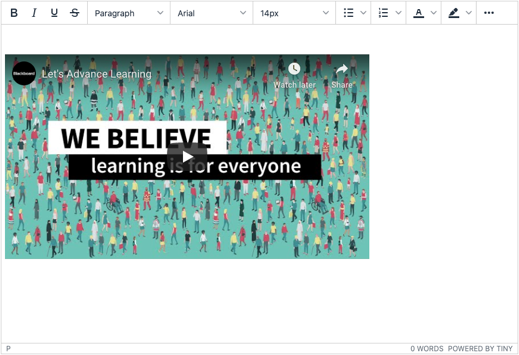 B I U S Paragraph Arial 14px A
Blackboard Let's Advance Learning
Watch later Share
WE BELIEVE
learning is for everyone
P 0 WORDS POWERED BY TINY